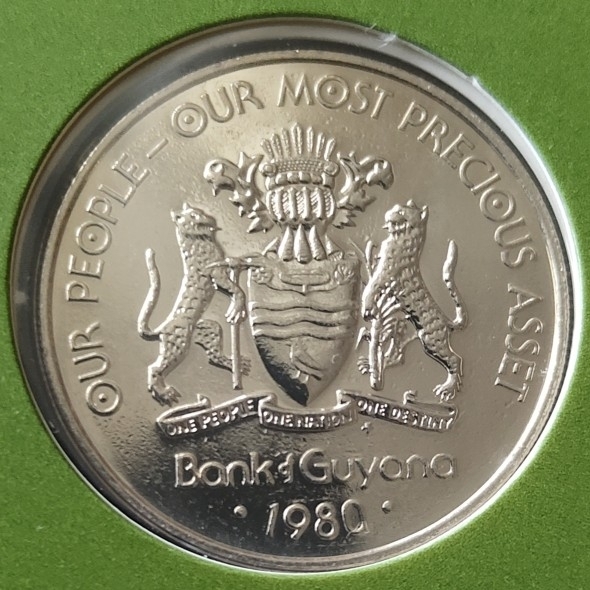 OUR PEOPLE – OUR MOST PRECIOUS ASSET
ONE PEOPLE ONE NATION ONE DESTINY
Bank of Guyana
• 1980 •